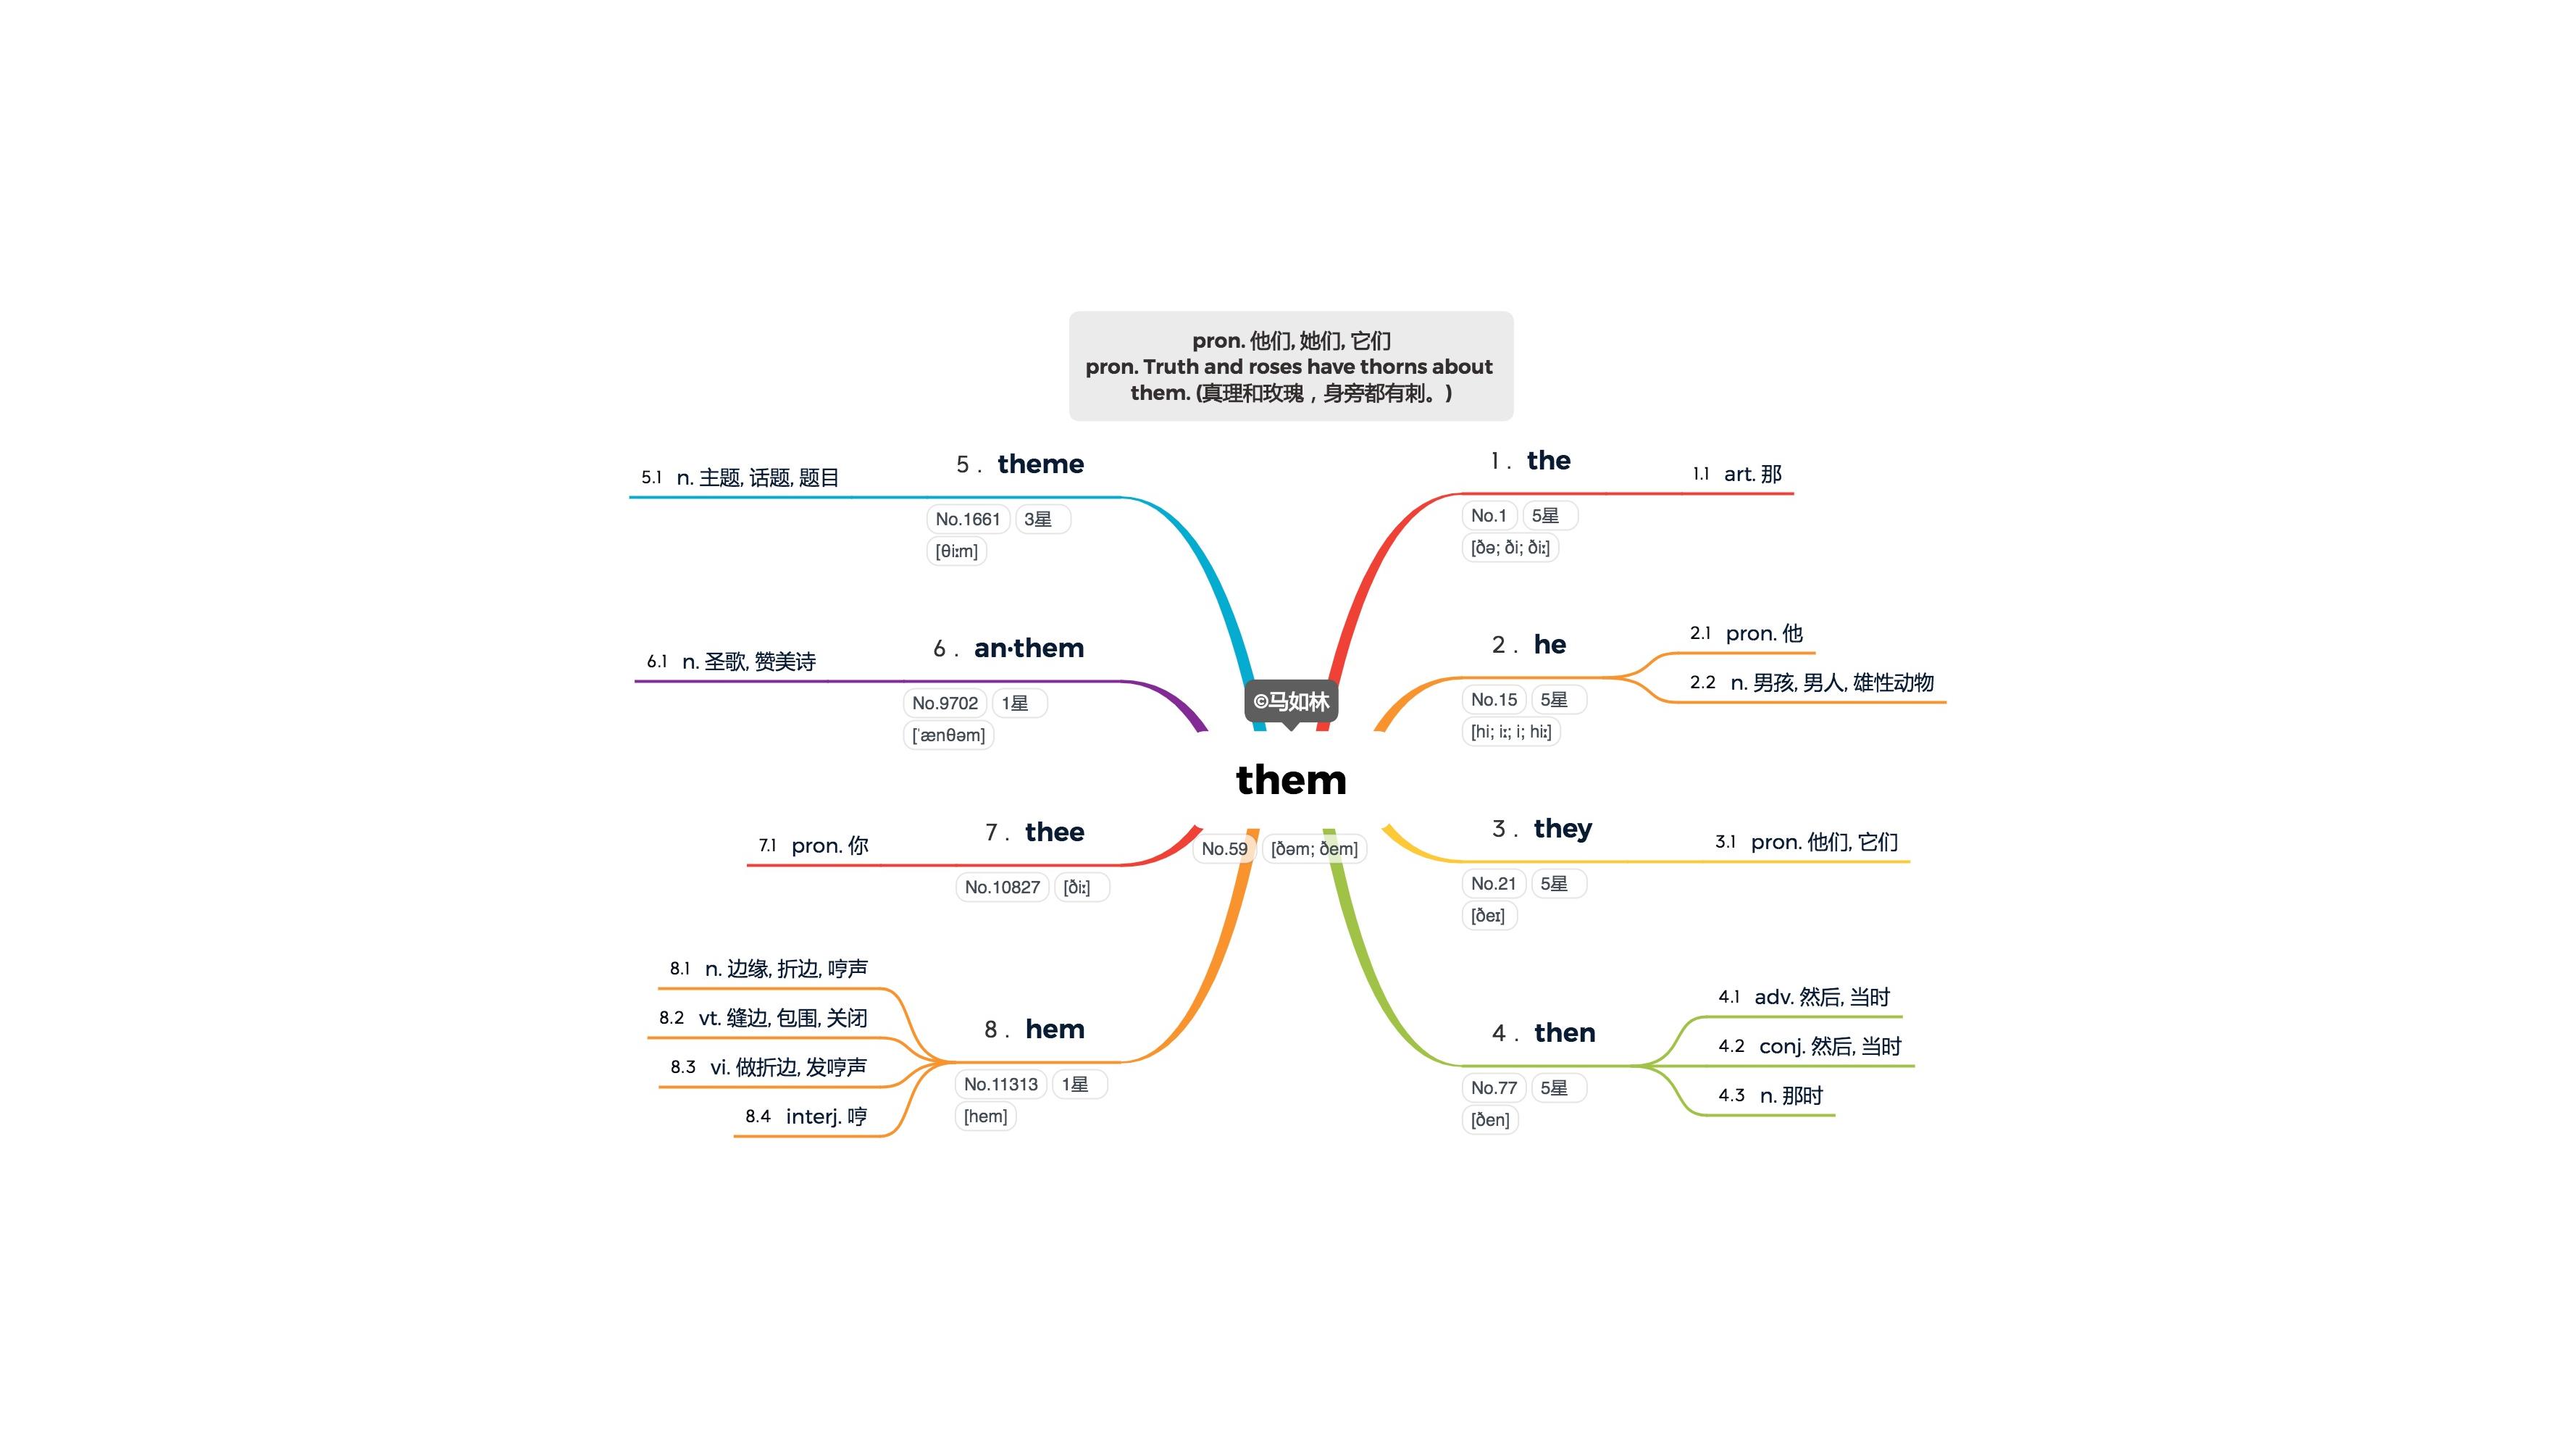 pron. 他们, 她们, 它们
pron. Truth and roses have thorns about
them. (真理和玫瑰，身旁都有刺。)
©马如林
them
No.59 [ðəm; ðem]
1 . the
No.1 5星
[ðə; ði; ðiː]
1.1 art. 那
2 . he
No.15 5星
[hi; iː; i; hiː]
2.1 pron. 他
2.2 n. 男孩, 男人, 雄性动物
3 . they
No.21 5星
[ðeɪ]
3.1 pron. 他们, 它们
4 . then
No.77 5星
[ðen]
4.1 adv. 然后, 当时
4.2 conj. 然后, 当时
4.3 n. 那时
5 . theme
No.1661 3星
[θiːm]
5.1 n. 主题, 话题, 题目
6 . an·them
No.9702 1星
[ˈænθəm]
6.1 n. 圣歌, 赞美诗
7 . thee
No.10827 [ðiː]
7.1 pron. 你
8 . hem
No.11313 1星
[hem]
8.1 n. 边缘, 折边, 哼声
8.2 vt. 缝边, 包围, 关闭
8.3 vi. 做折边, 发哼声
8.4 interj. 哼